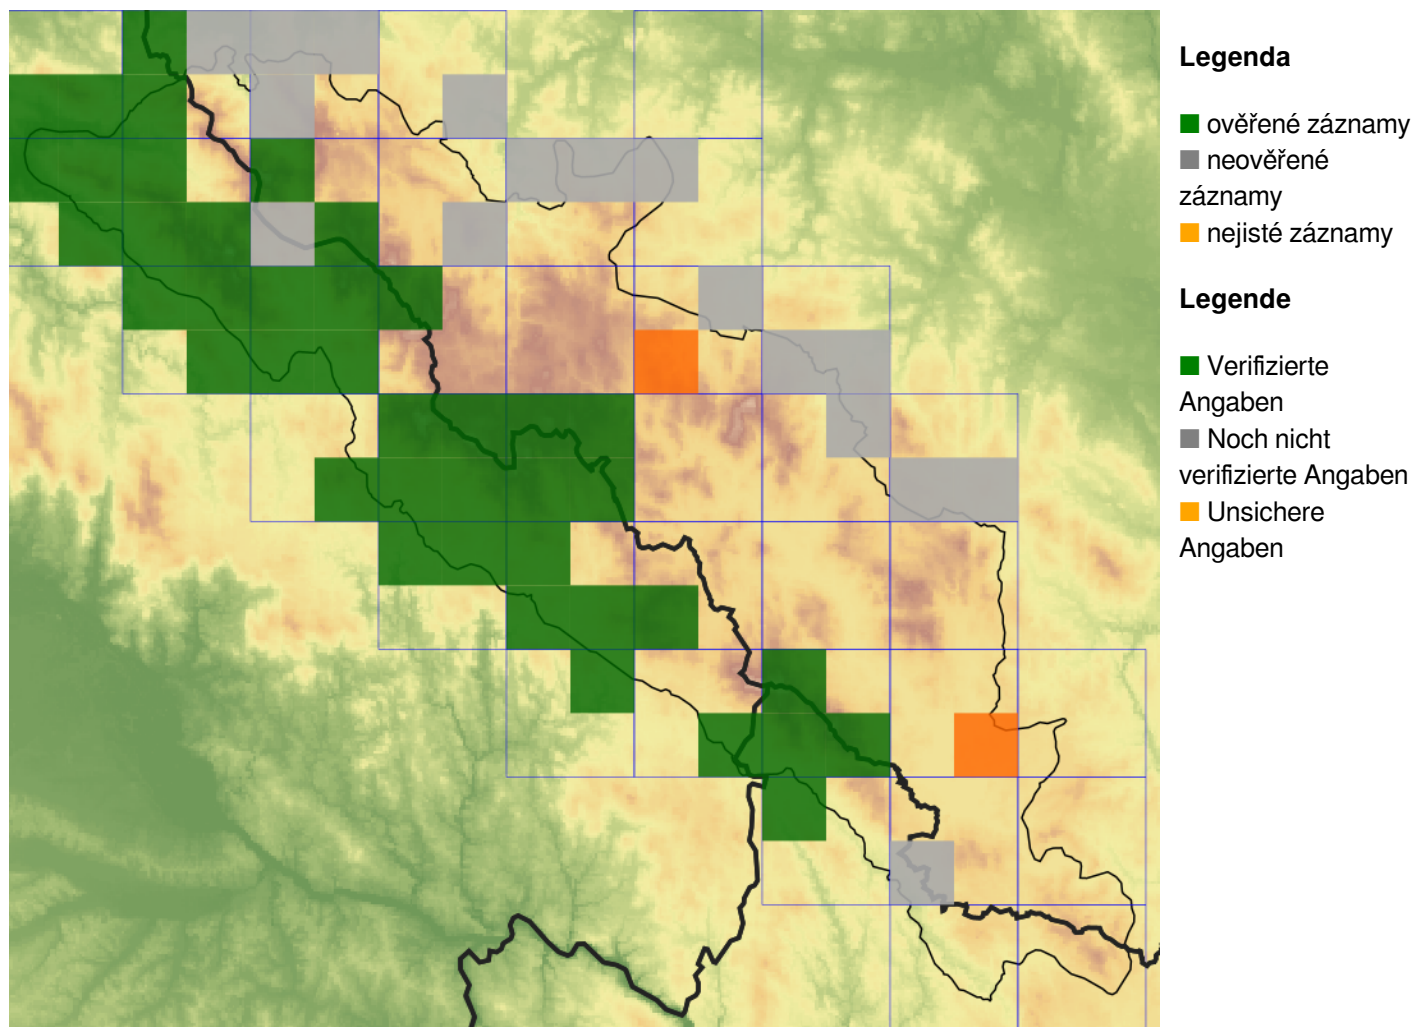 Legenda
ověřené záznamy
neověřené
záznamy
nejisté záznamy
Legende
Verifizierte
Angaben
Noch nicht
verifizierte Angaben
Unsichere
Angaben